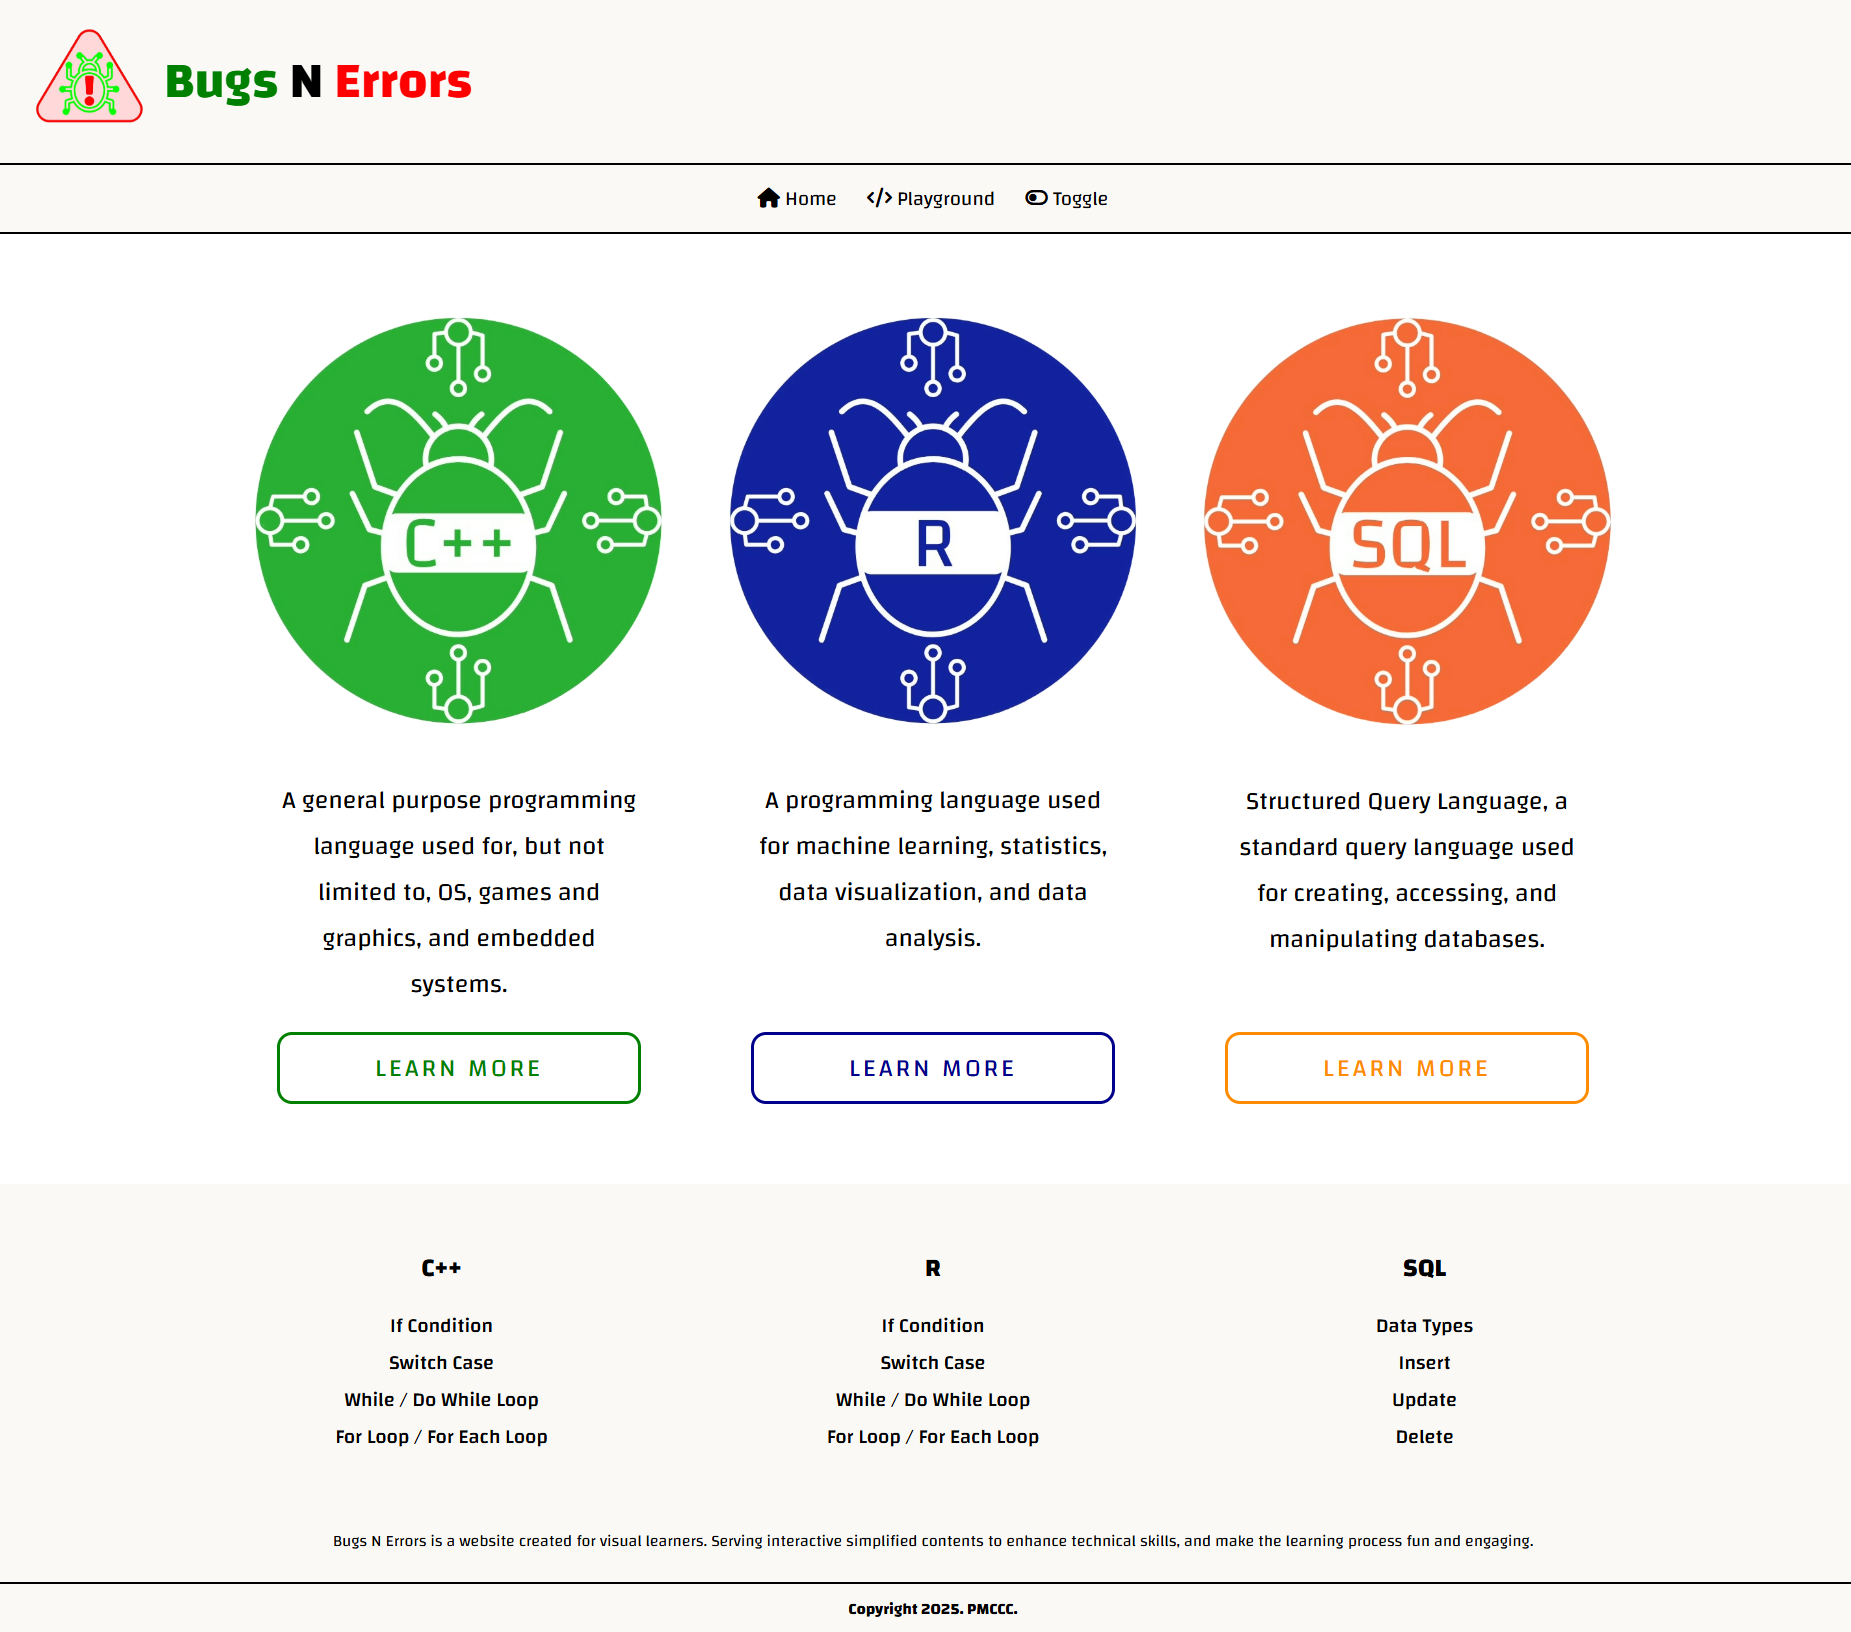 Bugs N Errors
Home Playground Toggle
C++
R
SQL
A general purpose programming
language used for, but not
limited to, OS, games and
graphics, and embedded
systems.
LEARN MORE
A programming language used
for machine learning, statistics,
data visualization, and data
analysis.
LEARN MORE
Structured Query Language, a
standard query language used
for creating, accessing, and
manipulating databases.
LEARN MORE
C++
If Condition
Switch Case
While / Do While Loop
For Loop / For Each Loop
R
If Condition
Switch Case
While / Do While Loop
For Loop / For Each Loop
SQL
Data Types
Insert
Update
Delete
Bugs N Errors is a website created for visual learners. Serving interactive simplified contents to enhance technical skills, and make the learning process fun and engaging.
Copyright 2025. PMCCC.